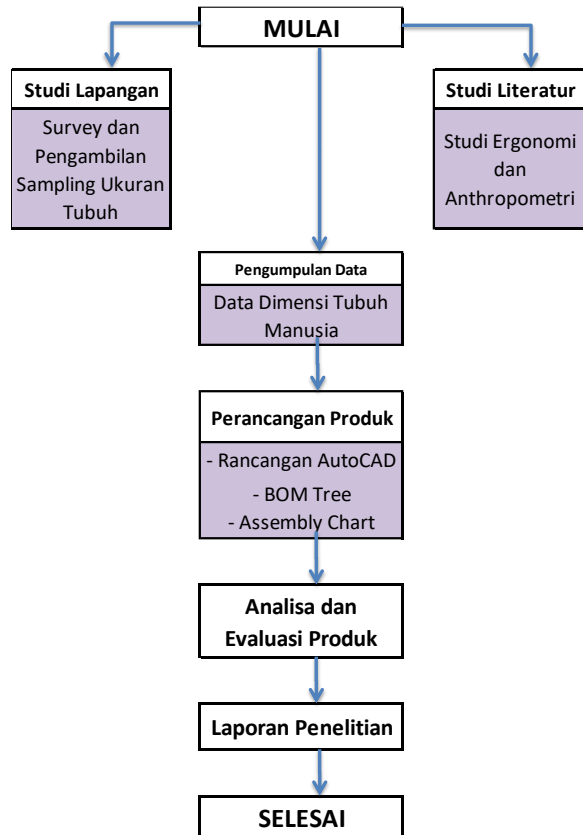 MULAI
Studi Lapangan
Survey dan
Pengambilan
Sampling Ukuran
Tubuh
Studi Literatur
Studi Ergonomi
dan
Anthropometri
Pengumpulan Data
Data Dimensi Tubuh
Manusia
Perancangan Produk
- Rancangan AutoCAD
- BOM Tree
- Assembly Chart
Analisa dan
Evaluasi Produk
Laporan Penelitian
SELESAI